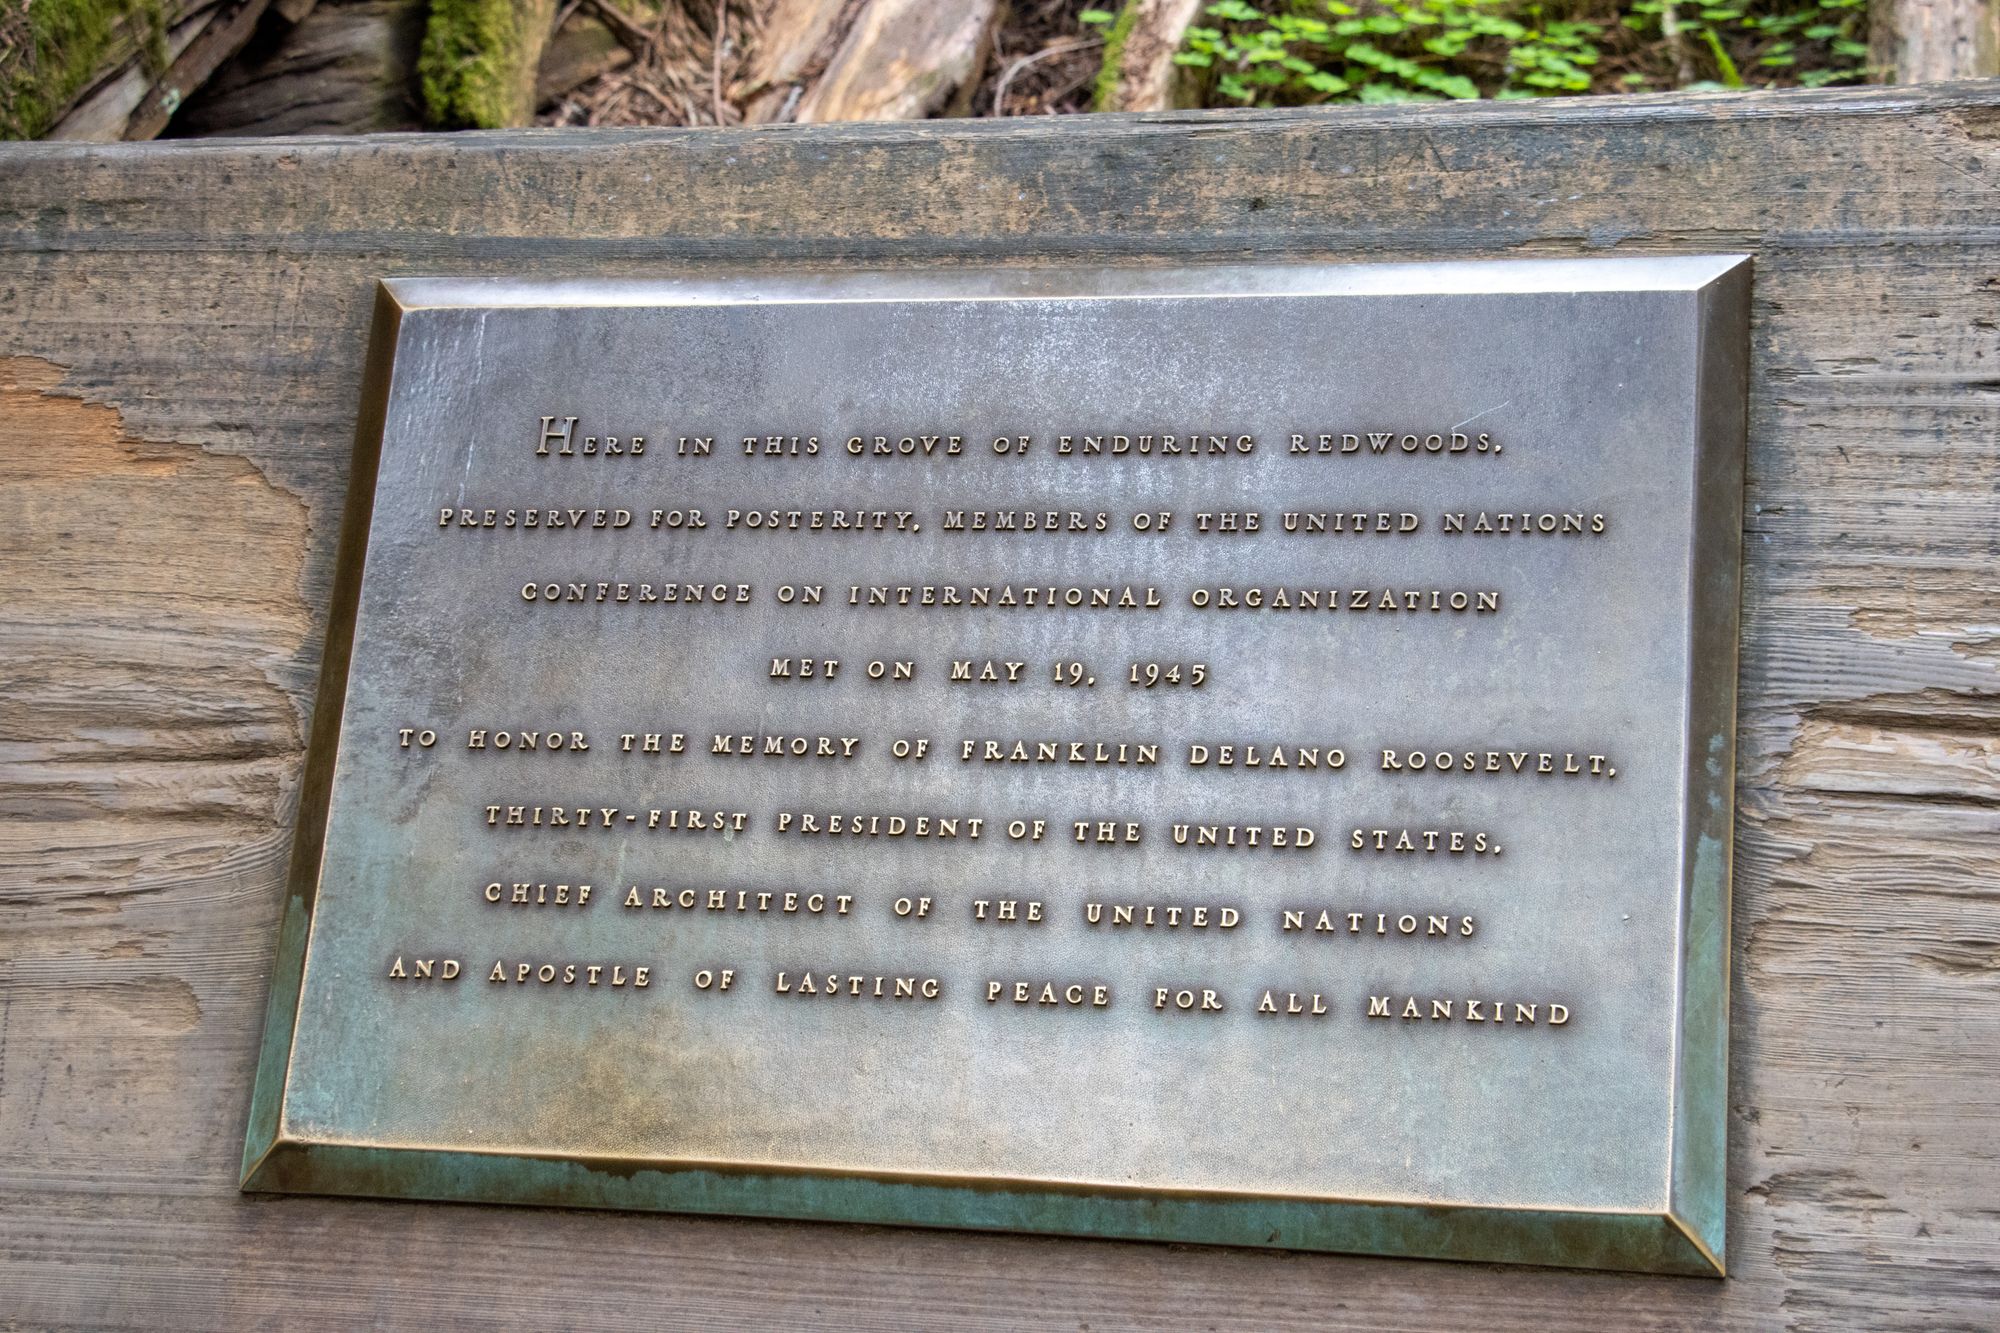 HERE IN THIS GROVE OF ENDURING REDWOODS,
PRESERVED FOR POSTERITY, MEMBERS OF THE UNITED NATIONS
CONFERENCE ON INTERNATIONAL ORGANIZATION
MET ON MAY 19, 1945
TO HONOR THE MEMORY OF FRANKLIN DELANO ROOSEVELT,
THIRTY-FIRST PRESIDENT OF THE UNITED STATES,
CHIEF ARCHITECT OF THE UNITED NATIONS
AND APOSTLE OF LASTING PEACE FOR ALL MANKIND